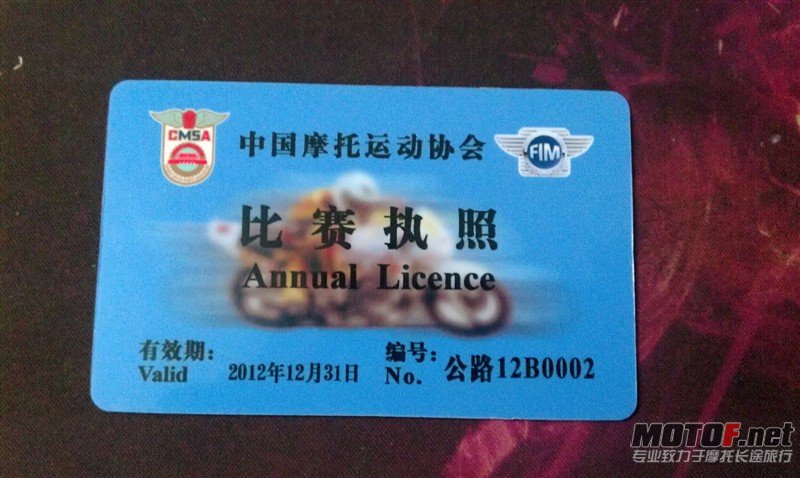 CMSA
中国摩托运动协会
FIM
比赛执照
Annual Licence
有效期: 2012年12月31日
Valid
编号: 公路12B0002
No.
MOTOF.net
专业致力于摩托长途旅行